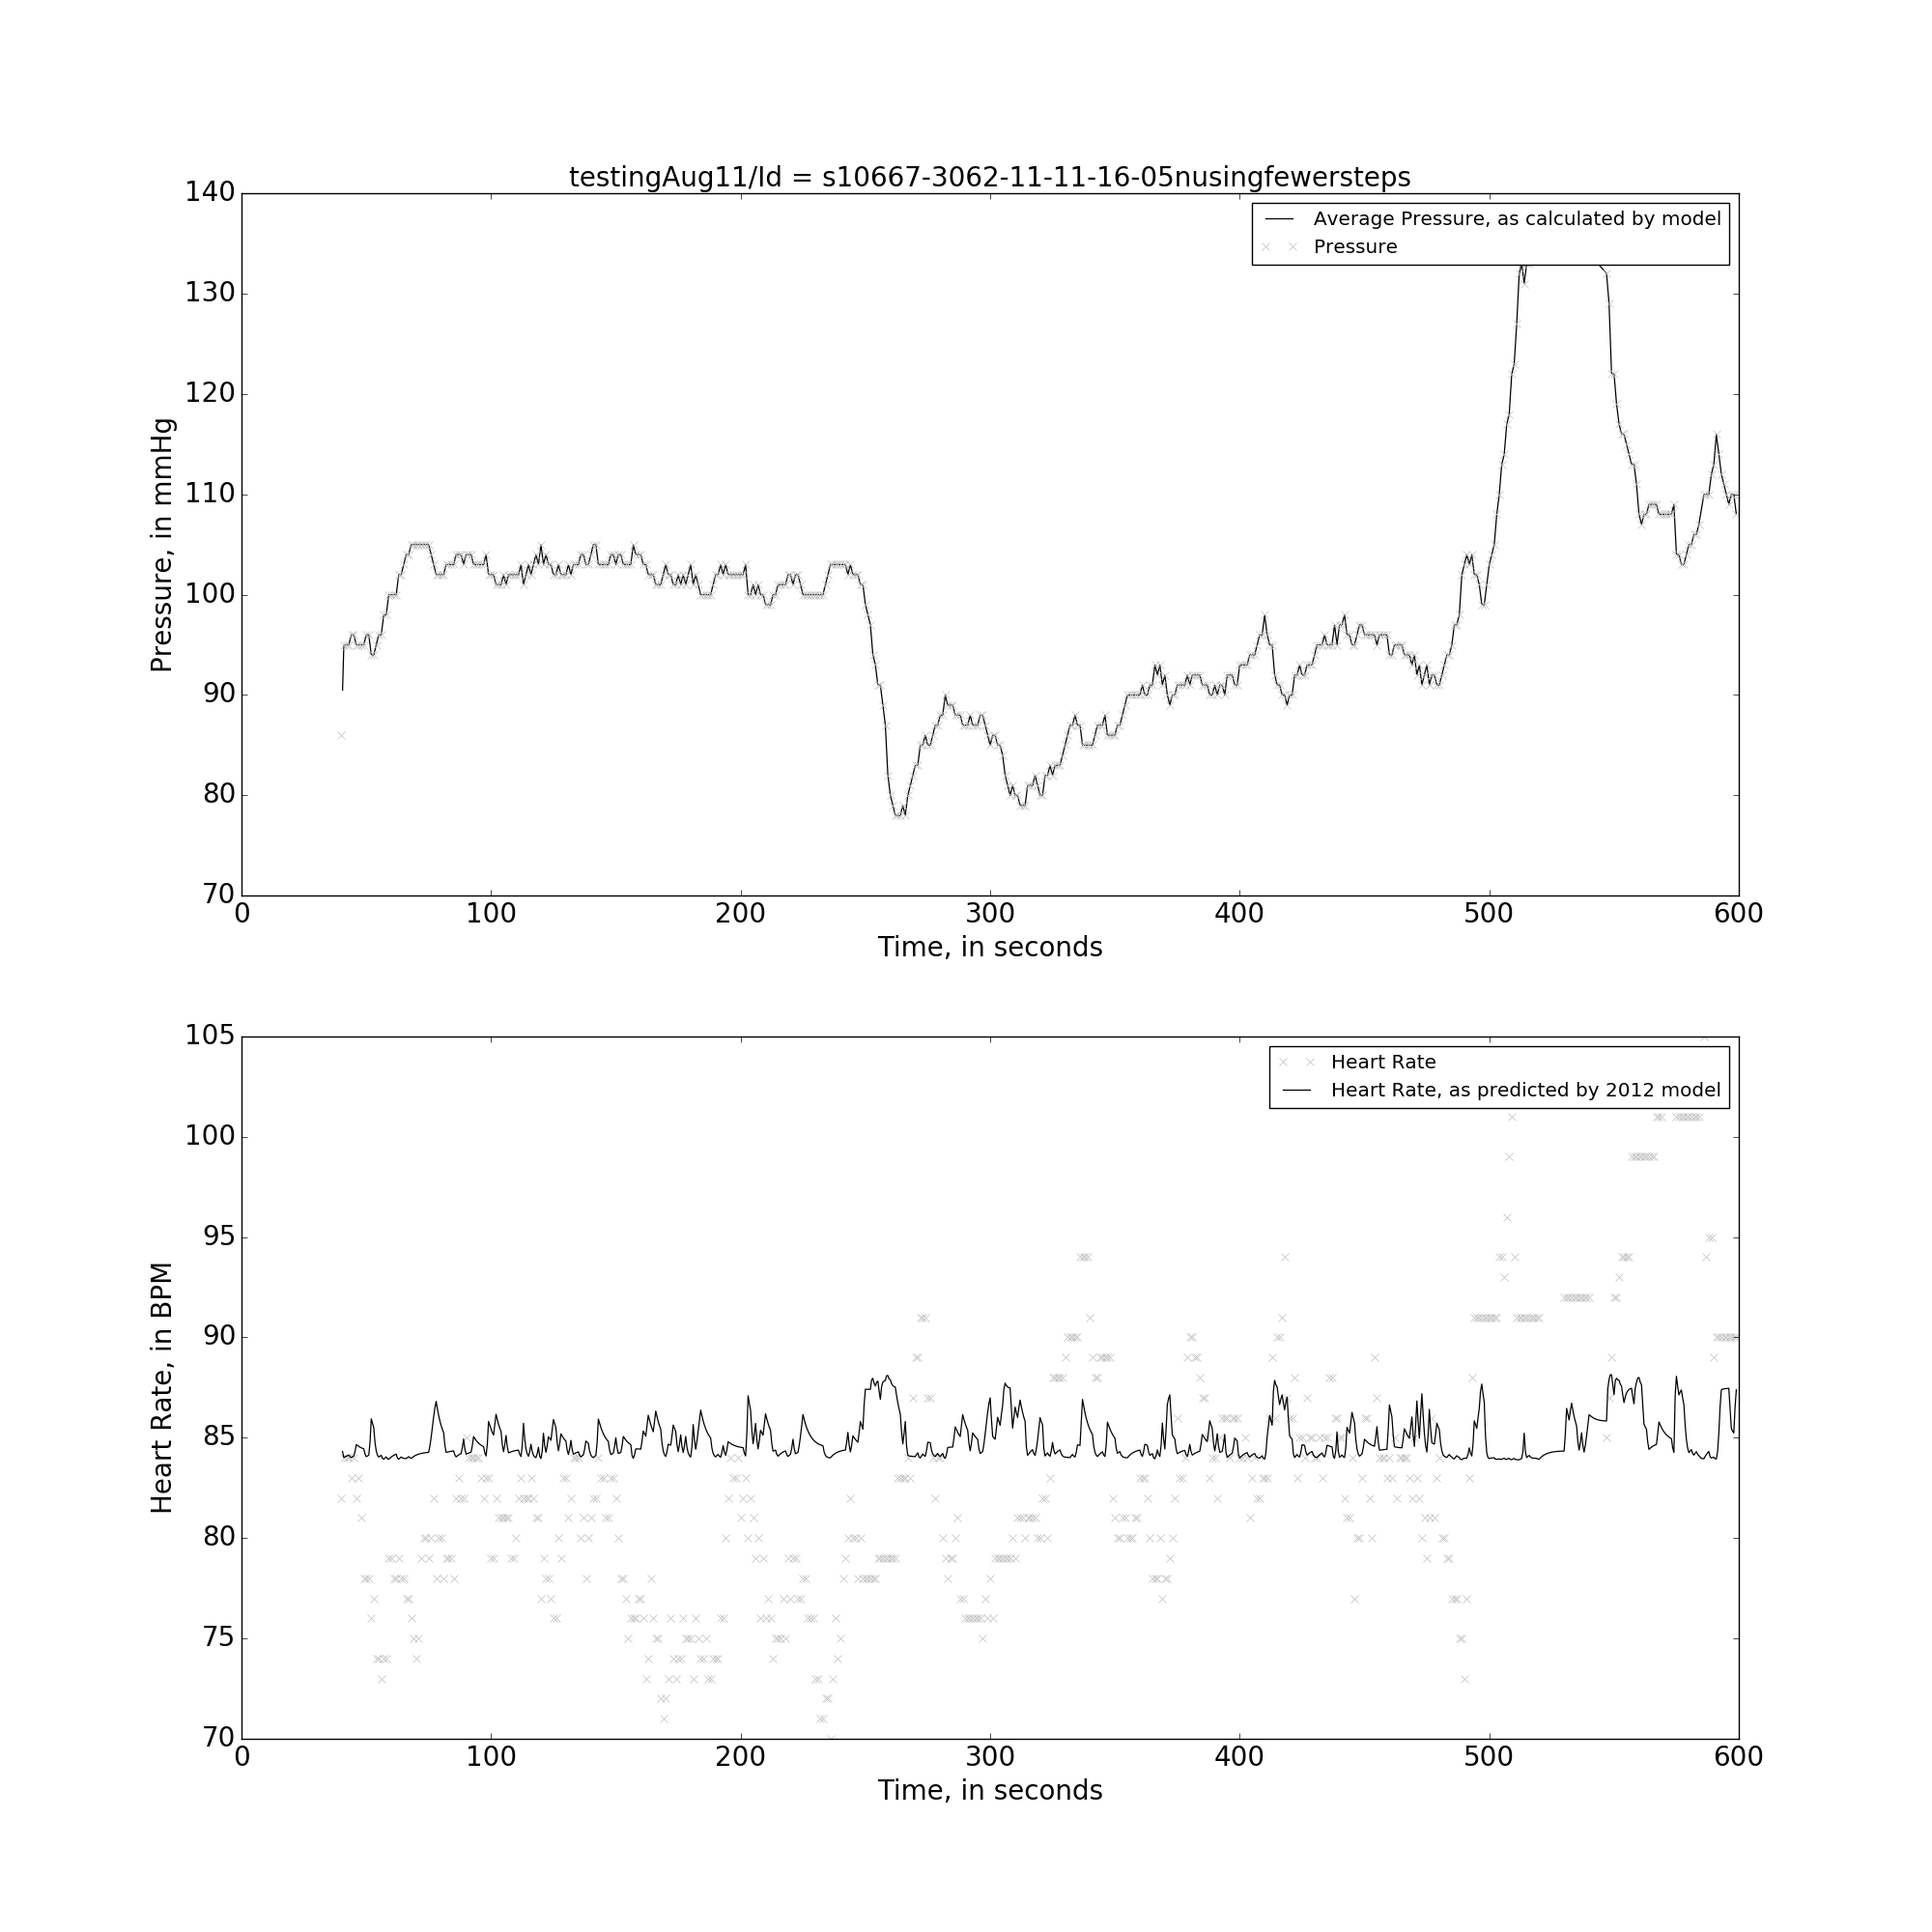 testingAug11/Id = s10667-3062-11-11-16-05nusingfewersteps
140
130
120
110
100
90
80
70
Pressure, in mmHg
Average Pressure, as calculated by model
Pressure
0 100 200 300 400 500 600
Time, in seconds
105
100
95
90
85
80
75
70
Heart Rate, in BPM
Heart Rate
Heart Rate, as predicted by 2012 model
0 100 200 300 400 500 600
Time, in seconds